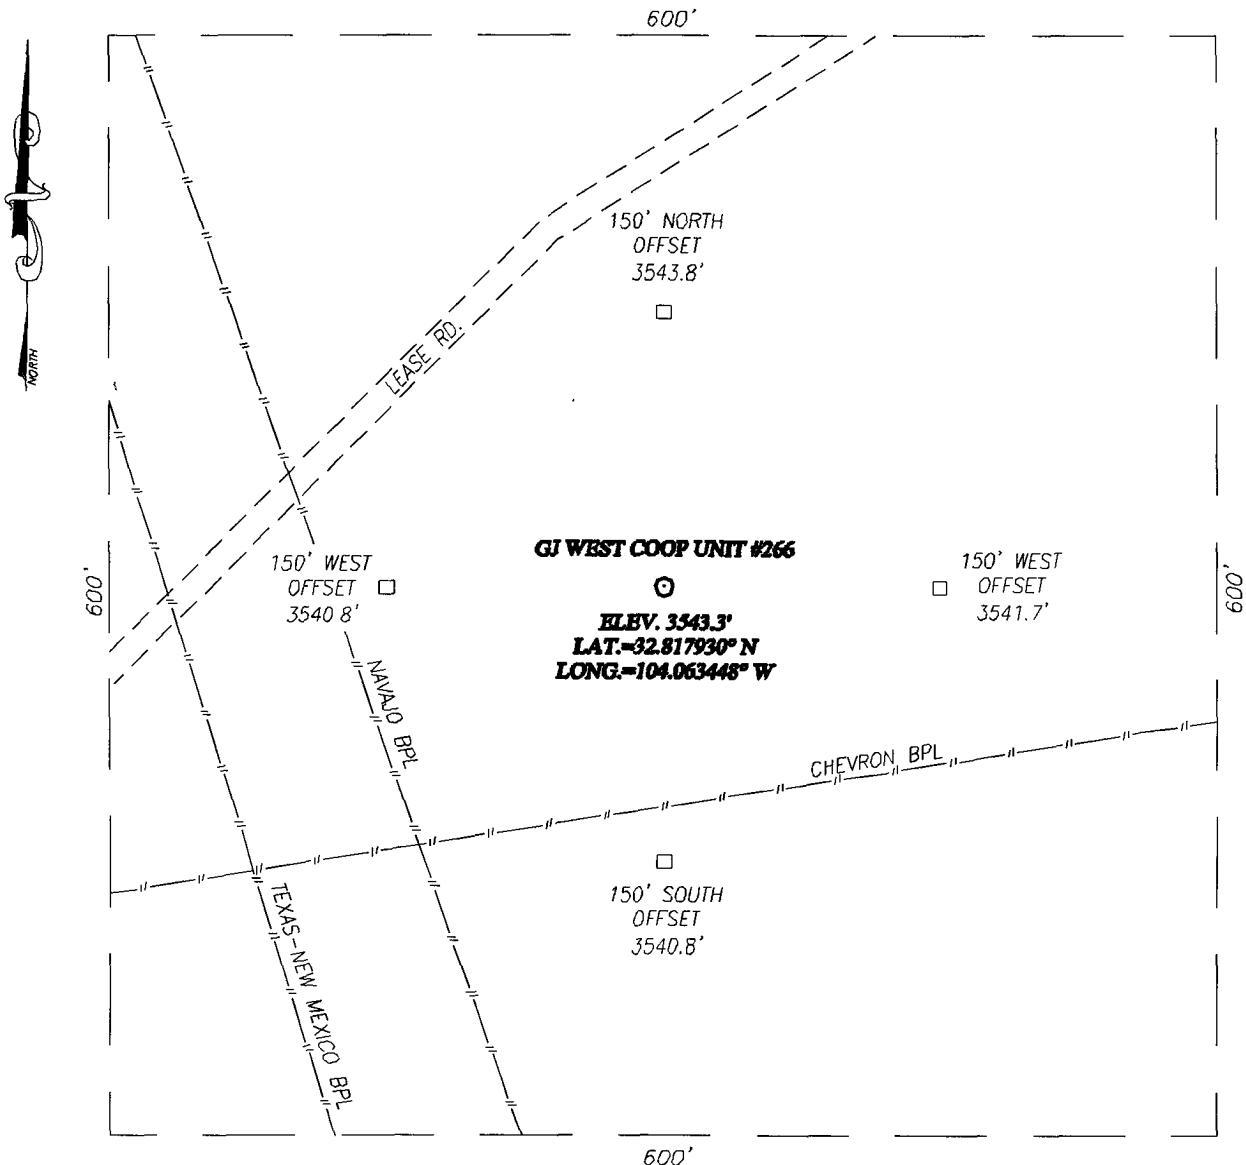 600'
NORTH
150' NORTH
OFFSET
3543.8'
LEASE RD.
GJ WEST COOP UNIT #266
ELEV. 3543.3'
LAT.=32.817930° N
LONG.=104.063448° W
150' WEST
OFFSET
3540 8'
150' WEST
OFFSET
3541.7'
600'
600'
NAVAJO BPL
CHEVRON BPL
150' SOUTH
OFFSET
3540.8'
TEXAS-NEW MEXICO BPL
600'